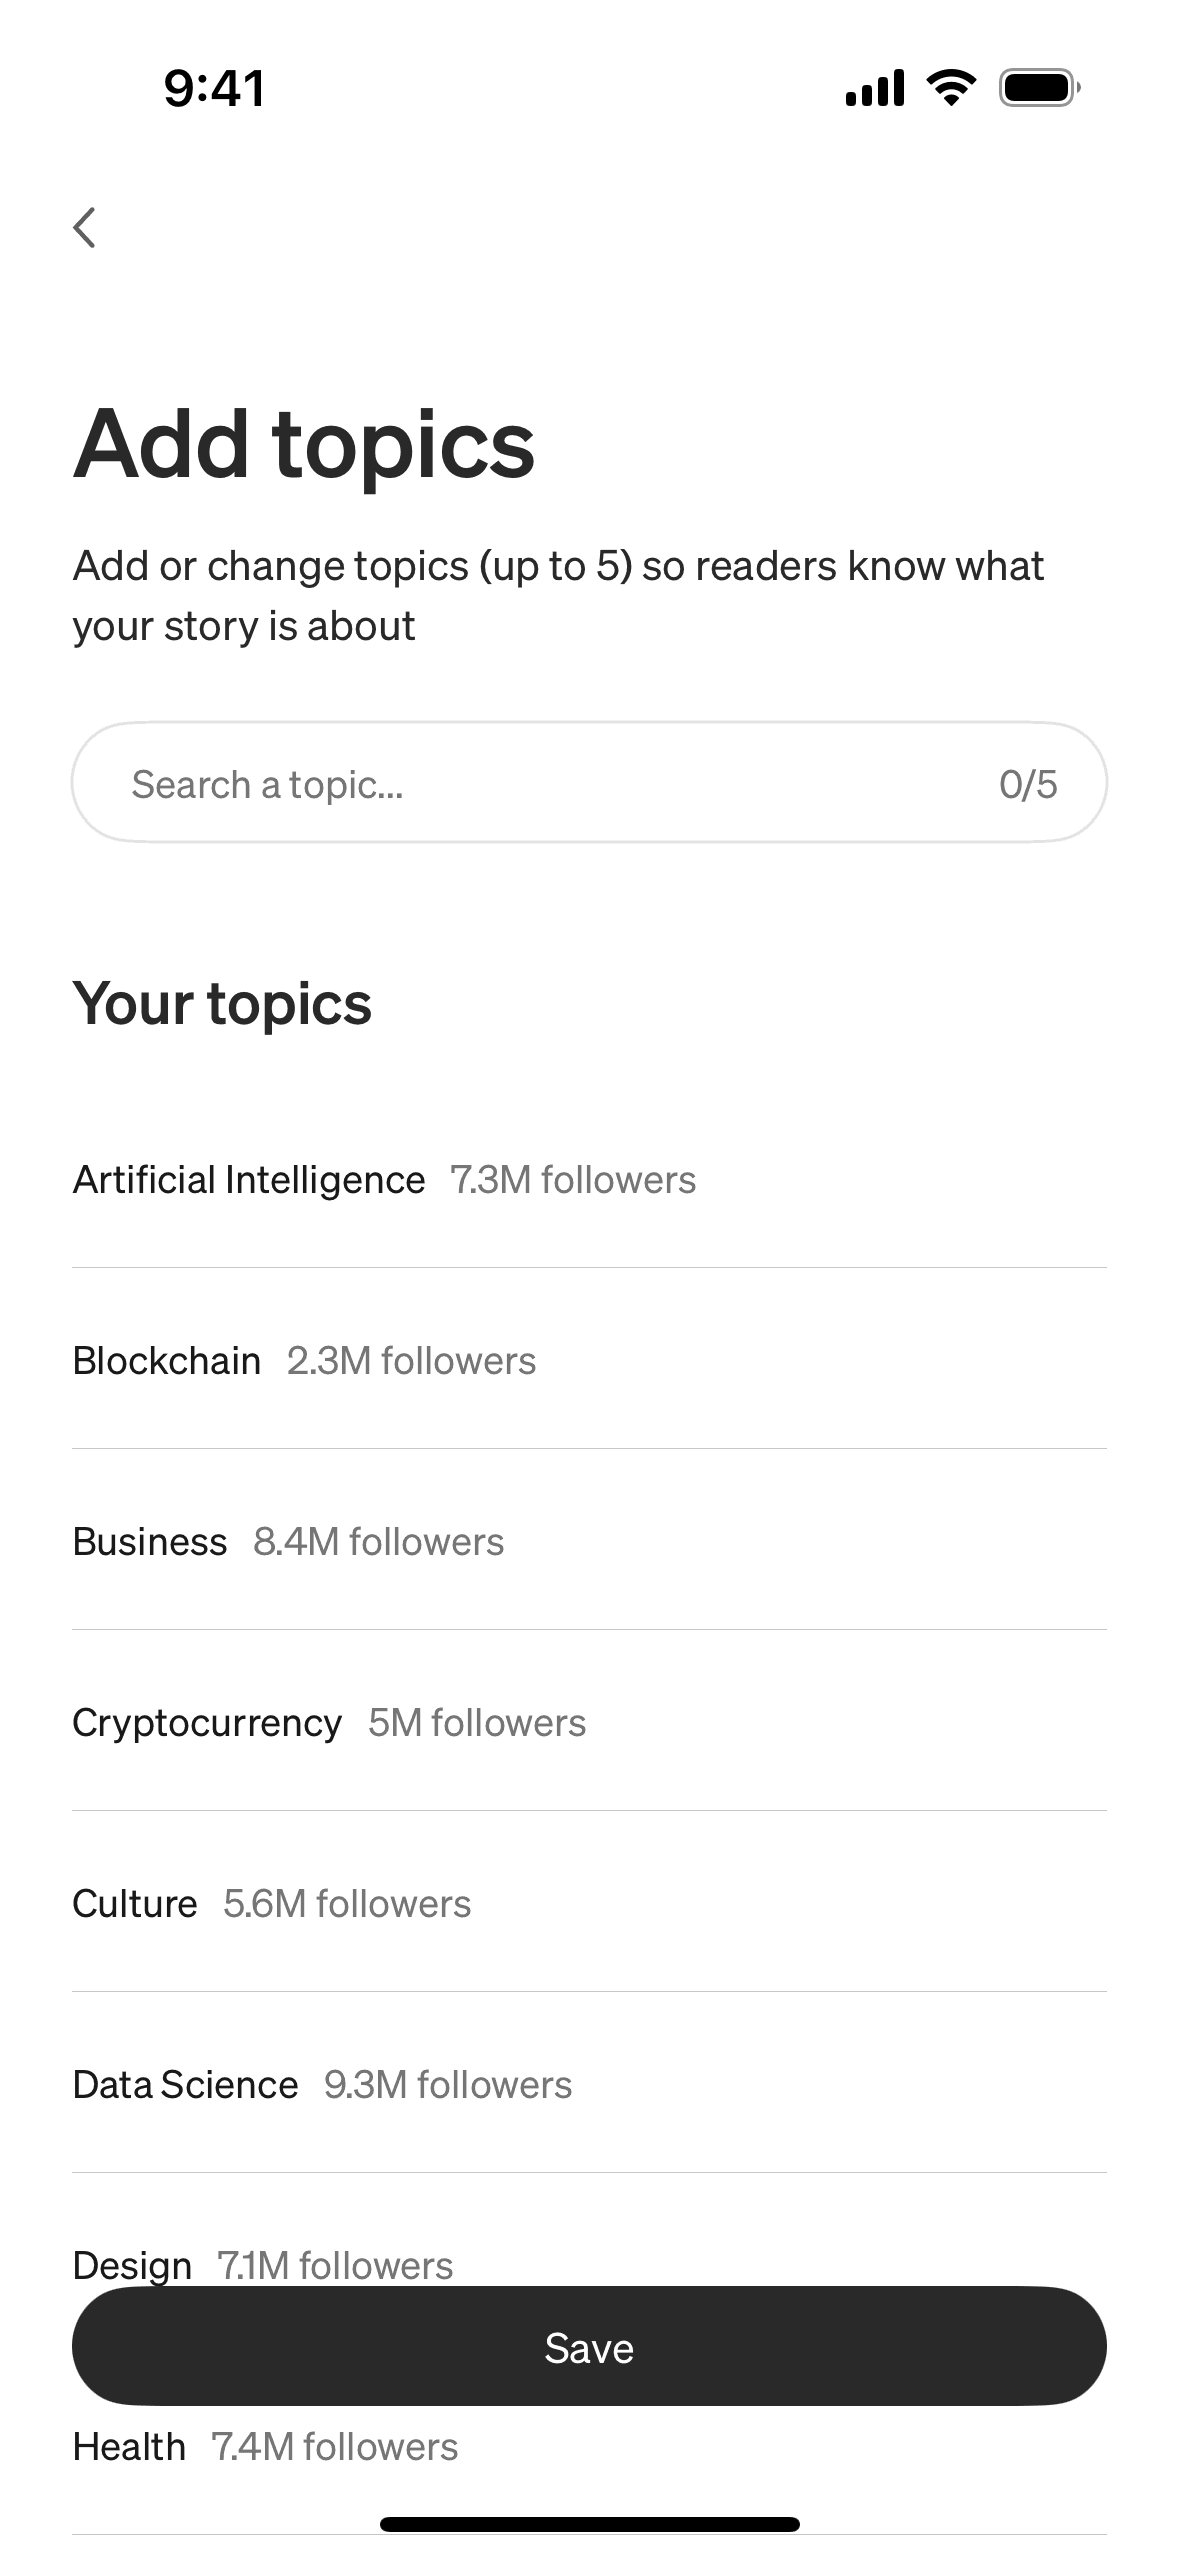 9:41
Add topics
Add or change topics (up to 5) so readers know what
your story is about
Search a topic... 0/5
Your topics
Artificial Intelligence 7.3M followers
Blockchain 2.3M followers
Business 8.4M followers
Cryptocurrency 5M followers
Culture 5.6M followers
Data Science 9.3M followers
Design 7.1M followers
Save
Health 7.4M followers